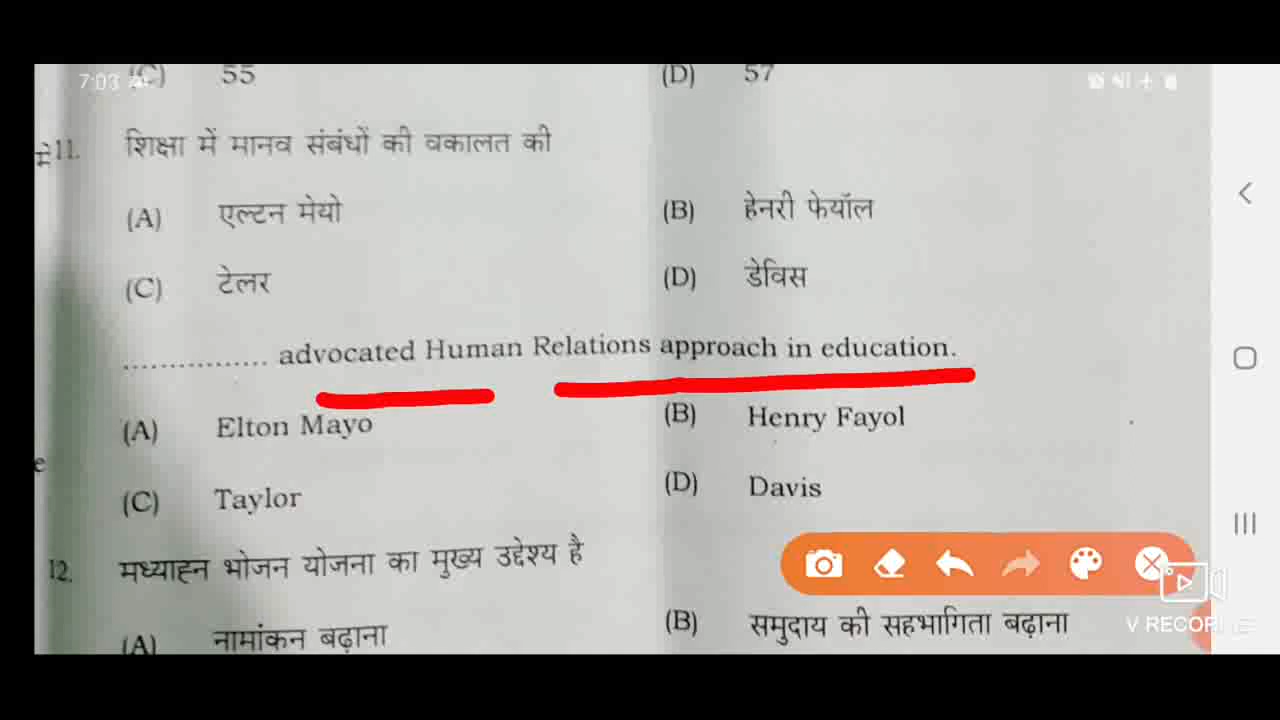 7:03
(C) 55 (D) 57
में 11. शिक्षा में मानव संबंधों की वकालत की
(A) एल्टन मेयो (B) हेनरी फेयॉल
(C) टेलर (D) डेविस
................ advocated Human Relations approach in education.
(A) Elton Mayo (B) Henry Fayol
e
(C) Taylor (D) Davis
12. मध्याह्न भोजन योजना का मुख्य उद्देश्य है
(A) नामांकन बढ़ाना (B) समुदाय की सहभागिता बढ़ाना
V RECORDER